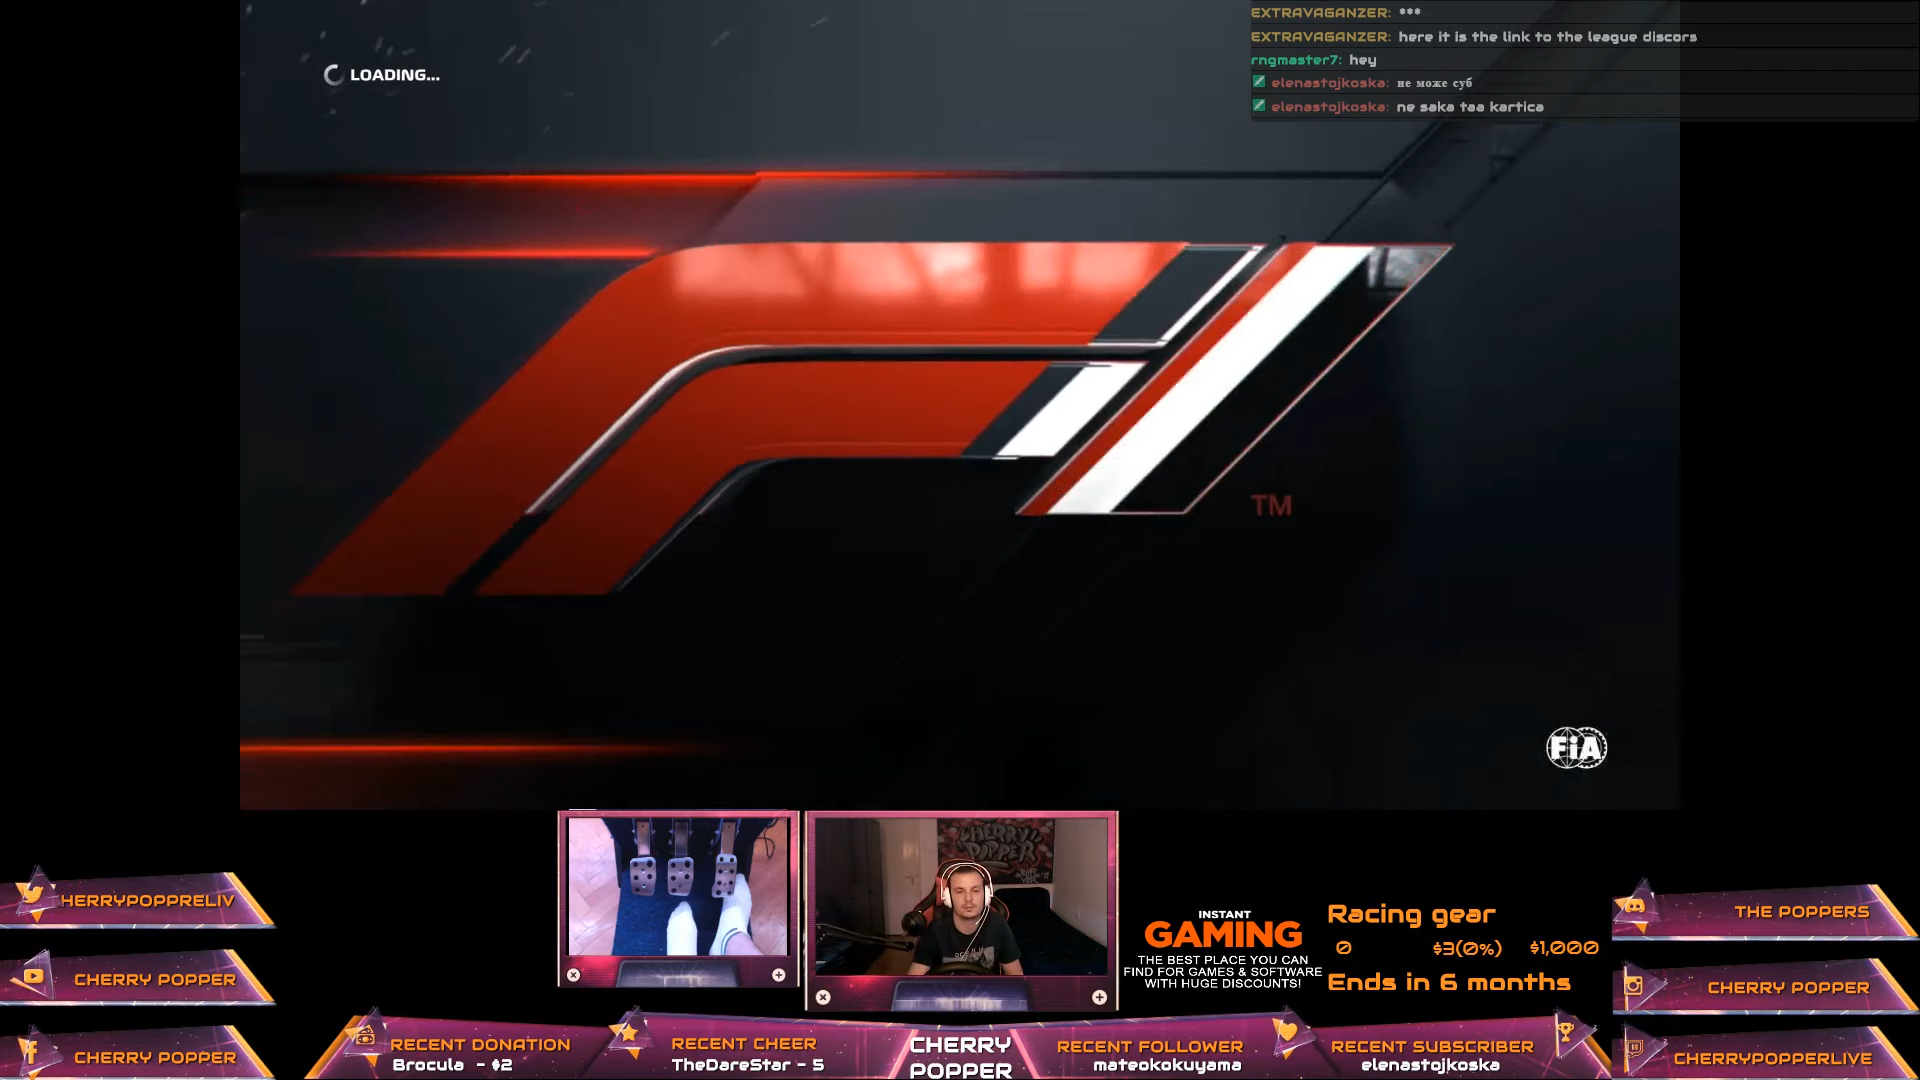 EXTRAVAGANZER: ***
EXTRAVAGANZER: here it is the link to the league discors
rngmaster7: hey
elenastojkoska: не може суб
elenastojkoska: ne saka taa kartica
LOADING...
F1
TM
FiA
CHERRY
POPPER
INSTANT
GAMING
THE BEST PLACE YOU CAN
FIND FOR GAMES & SOFTWARE
WITH HUGE DISCOUNTS!
Racing gear
0 $3(0%) $1,000
Ends in 6 months
HERRYPOPPRELIV
CHERRY POPPER
CHERRY POPPER
THE POPPERS
CHERRY POPPER
CHERRYPOPPERLIVE
RECENT DONATION
Brocula - $2
RECENT CHEER
TheDareStar - 5
CHERRY
POPPER
RECENT FOLLOWER
mateokokuyama
RECENT SUBSCRIBER
elenastojkoska